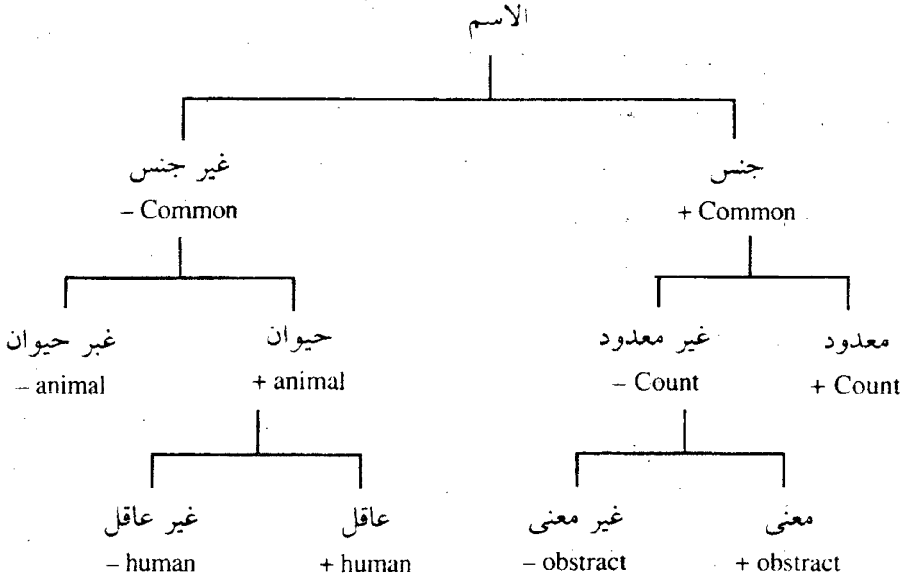 الاسم
جنس
غير جنس
+ Common
– Common
معدود
غير معدود
حيوان
غبر حيوان
+ Count
– Count
+ animal
– animal
معنى
غير معنى
عاقل
غير عاقل
+ obstract
– obstract
+ human
– human